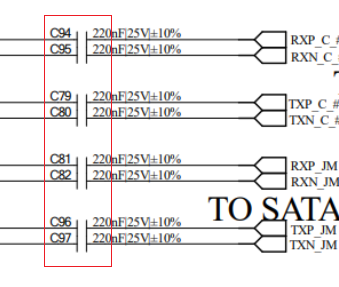 C94 220nF|25V|±10% RXP_C_#
C95 220nF|25V|±10% RXN_C_
C79 220nF|25V|±10% TXP_C_#
C80 220nF|25V|±10% TXN_C_#
C81 220nF|25V|±10% RXP_JM
C82 220nF|25V|±10% RXN_JM
TO SATA
C96 220nF|25V|±10% TXP_JM
C97 220nF|25V|±10% TXN_JM